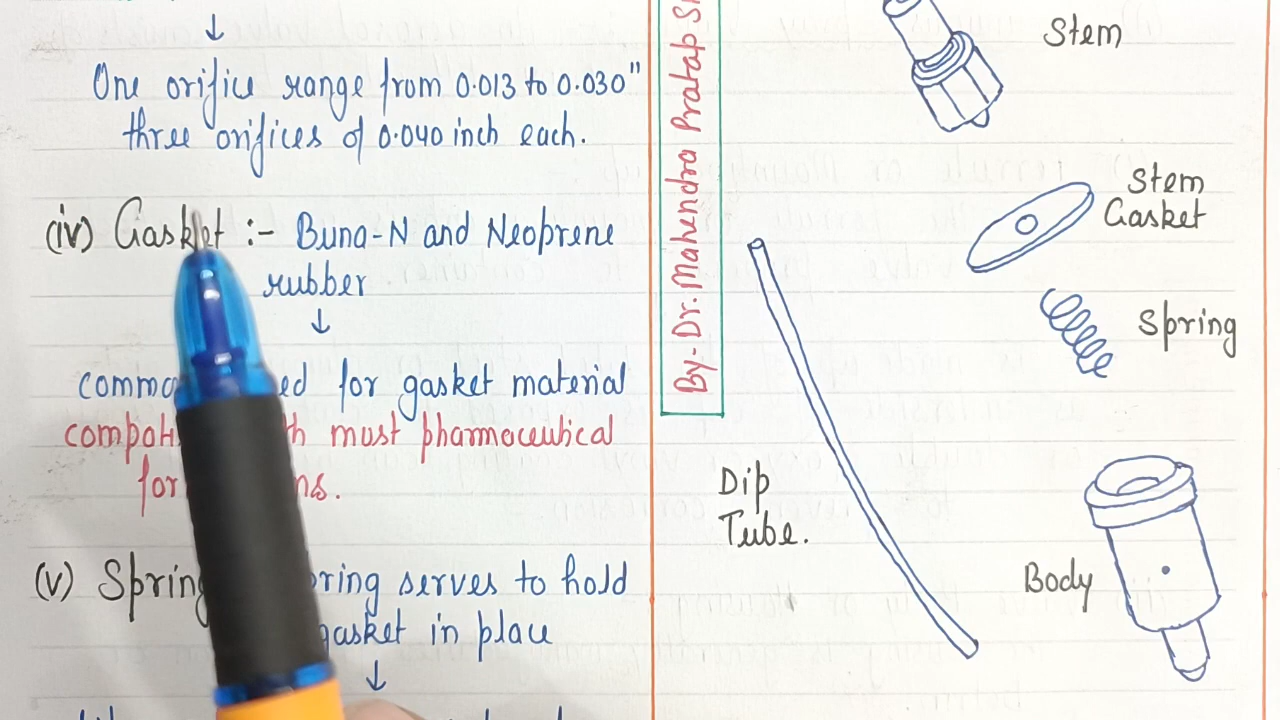 One orifice range from 0.013 to 0.030"
three orifices of 0.040 inch each.
(iv) Gasket :- Buna-N and Neoprene
rubber
for gasket material
most pharmaceutical
(v) Spring serves to hold
gasket in place
By-Dr. Mahendra Pratap
Stem
Stem
Gasket
Spring
Dip
Tube.
Body